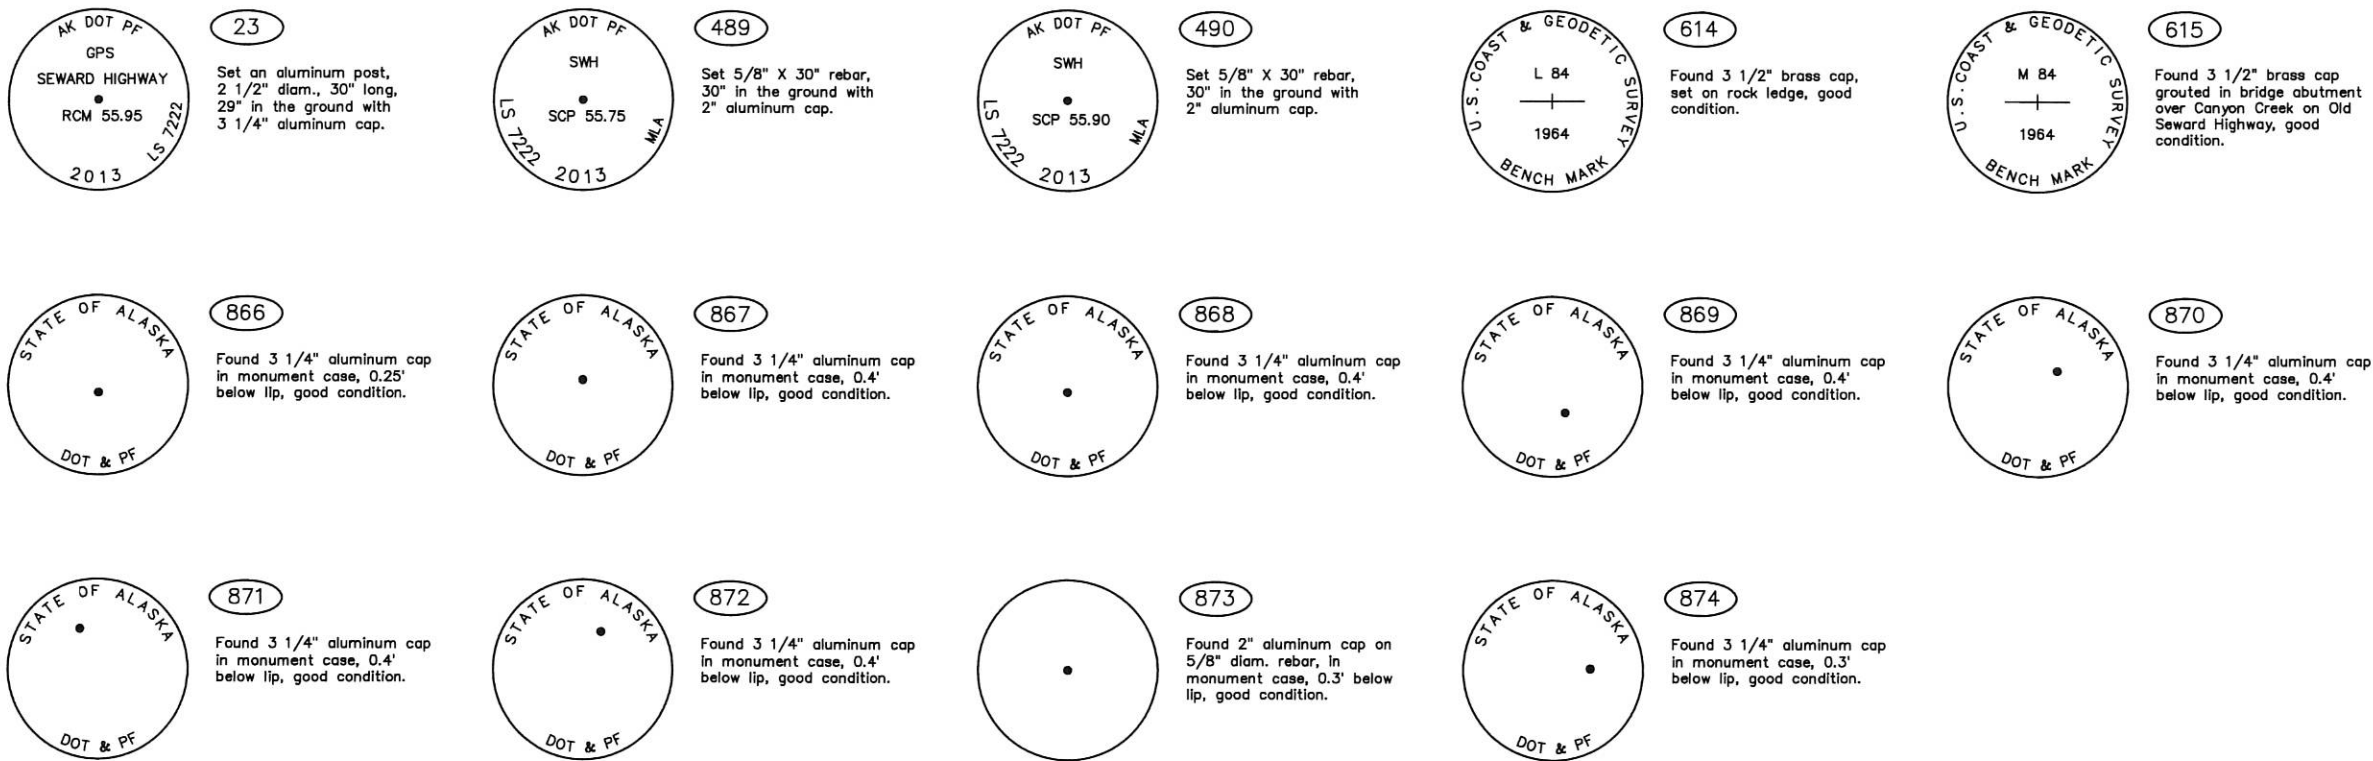 AK DOT PF
GPS
SEWARD HIGHWAY
RCM 55.95
LS 7222
2013
23
Set an aluminum post,
2 1/2" diam., 30" long,
29" in the ground with
3 1/4" aluminum cap.
AK DOT PF
SWH
SCP 55.75
LS 7222
MLA
2013
489
Set 5/8" X 30" rebar,
30" in the ground with
2" aluminum cap.
AK DOT PF
SWH
SCP 55.90
LS 7222
MLA
2013
490
Set 5/8" X 30" rebar,
30" in the ground with
2" aluminum cap.
U.S. COAST & GEODETIC SURVEY
L 84
1964
BENCH MARK
614
Found 3 1/2" brass cap,
set on rock ledge, good
condition.
U.S. COAST & GEODETIC SURVEY
M 84
1964
BENCH MARK
615
Found 3 1/2" brass cap
grouted in bridge abutment
over Canyon Creek on Old
Seward Highway, good
condition.
STATE OF ALASKA
DOT & PF
866
Found 3 1/4" aluminum cap
in monument case, 0.25'
below lip, good condition.
STATE OF ALASKA
DOT & PF
867
Found 3 1/4" aluminum cap
in monument case, 0.4'
below lip, good condition.
STATE OF ALASKA
DOT & PF
868
Found 3 1/4" aluminum cap
in monument case, 0.4'
below lip, good condition.
STATE OF ALASKA
DOT & PF
869
Found 3 1/4" aluminum cap
in monument case, 0.4'
below lip, good condition.
STATE OF ALASKA
DOT & PF
870
Found 3 1/4" aluminum cap
in monument case, 0.4'
below lip, good condition.
STATE OF ALASKA
DOT & PF
871
Found 3 1/4" aluminum cap
in monument case, 0.4'
below lip, good condition.
STATE OF ALASKA
DOT & PF
872
Found 3 1/4" aluminum cap
in monument case, 0.4'
below lip, good condition.
873
Found 2" aluminum cap on
5/8" diam. rebar, in
monument case, 0.3' below
lip, good condition.
STATE OF ALASKA
DOT & PF
874
Found 3 1/4" aluminum cap
in monument case, 0.3'
below lip, good condition.